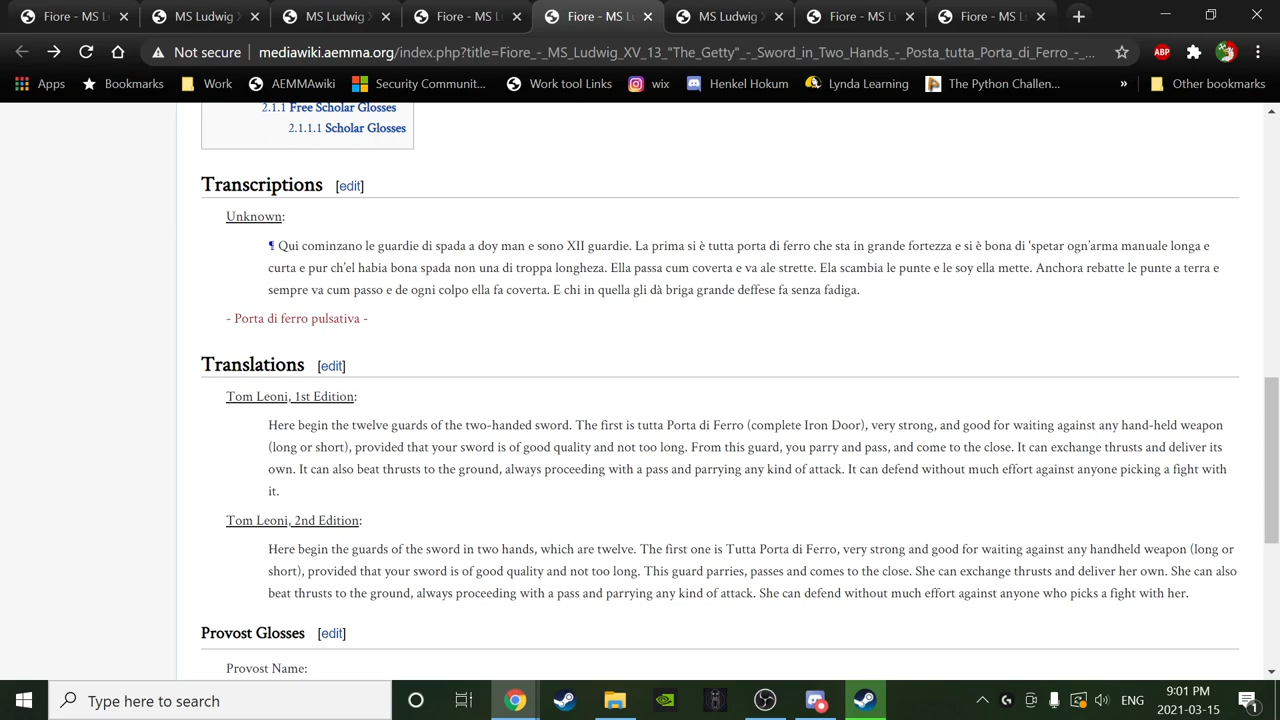 Fiore - MS Lu
MS Ludwig X
MS Ludwig X
Fiore - MS L
Fiore - MS Lu
MS Ludwig X
Fiore - MS L
Fiore - MS L
Not secure mediawiki.aemma.org/index.php?title=Fiore_-_MS_Ludwig_XV_13_"The_Getty"_-_Sword_in_Two_Hands_-_Posta_tutta_Porta_di_Ferro_-_...
ABP
Apps Bookmarks Work AEMMAwiki Security Communit... Work tool Links wix Henkel Hokum Lynda Learning The Python Challen... » Other bookmarks
2.1.1 Free Scholar Glosses
2.1.1.1 Scholar Glosses
Transcriptions [edit]
Unknown:
¶ Qui cominzano le guardie di spada a doy man e sono XII guardie. La prima si è tutta porta di ferro che sta in grande fortezza e si è bona di 'spetar ogn'arma manuale longa e
curta e pur ch'el habia bona spada non una di troppa longheza. Ella passa cum coverta e va ale strette. Ela scambia le punte e le soy ella mette. Anchora rebatte le punte a terra e
sempre va cum passo e de ogni colpo ella fa coverta. E chi in quella gli dà briga grande deffese fa senza fadiga.
- Porta di ferro pulsativa -
Translations [edit]
Tom Leoni, 1st Edition:
Here begin the twelve guards of the two-handed sword. The first is tutta Porta di Ferro (complete Iron Door), very strong, and good for waiting against any hand-held weapon
(long or short), provided that your sword is of good quality and not too long. From this guard, you parry and pass, and come to the close. It can exchange thrusts and deliver its
own. It can also beat thrusts to the ground, always proceeding with a pass and parrying any kind of attack. It can defend without much effort against anyone picking a fight with
it.
Tom Leoni, 2nd Edition:
Here begin the guards of the sword in two hands, which are twelve. The first one is Tutta Porta di Ferro, very strong and good for waiting against any handheld weapon (long or
short), provided that your sword is of good quality and not too long. This guard parries, passes and comes to the close. She can exchange thrusts and deliver her own. She can also
beat thrusts to the ground, always proceeding with a pass and parrying any kind of attack. She can defend without much effort against anyone who picks a fight with her.
Provost Glosses [edit]
Provost Name:
Type here to search
ENG
9:01 PM
2021-03-15
1